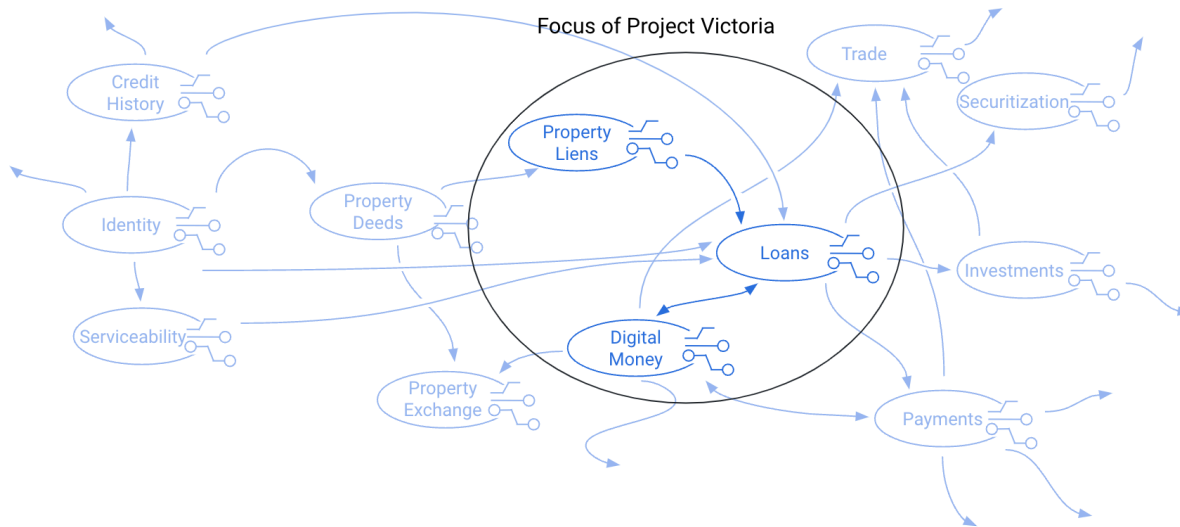 Focus of Project Victoria
Trade
Credit
History
Securitization
Property
Liens
Property
Deeds
Identity
Loans
Investments
Serviceability
Digital
Money
Property
Exchange
Payments